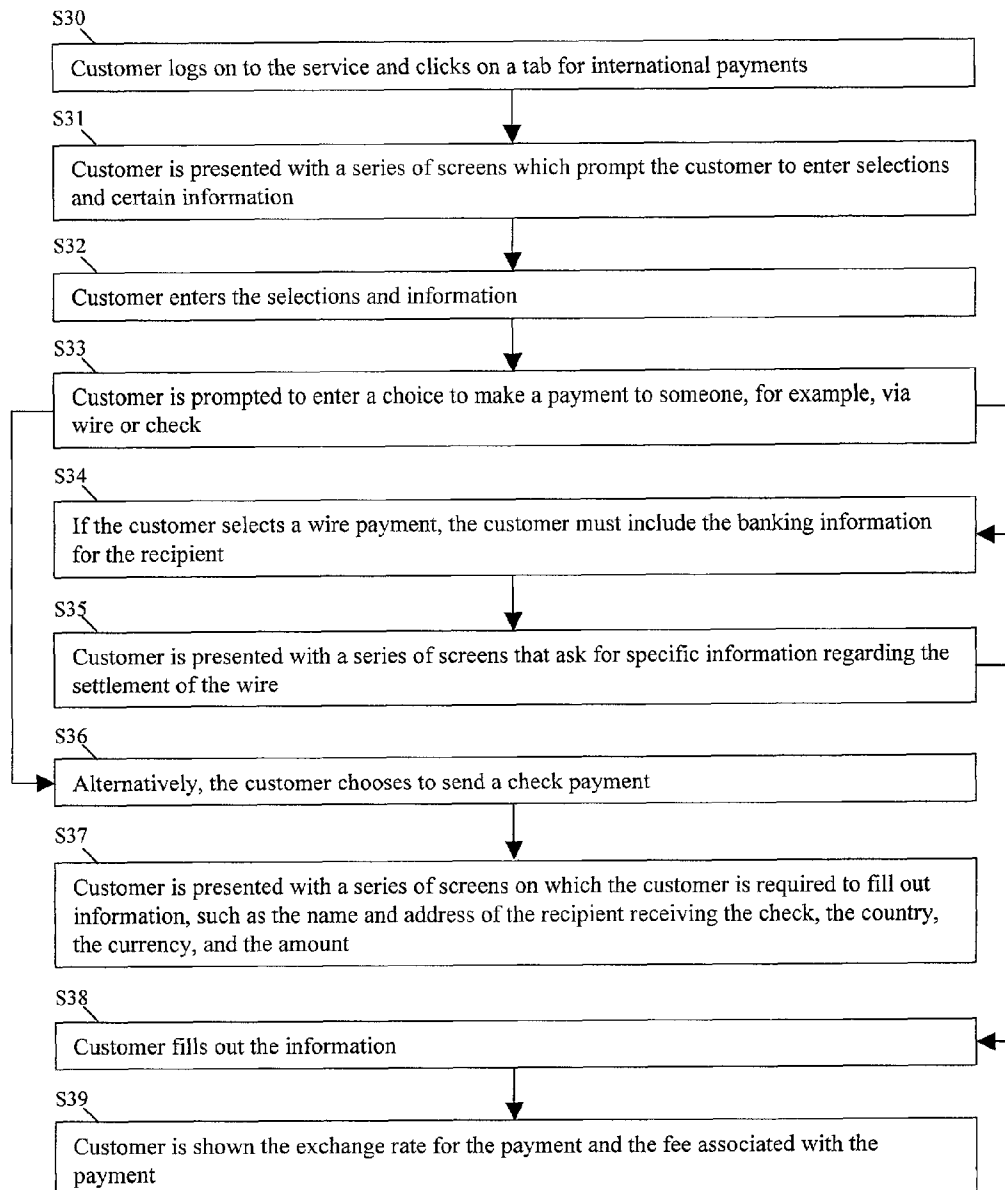 S30
Customer logs on to the service and clicks on a tab for international payments
S31
Customer is presented with a series of screens which prompt the customer to enter selections
and certain information
S32
Customer enters the selections and information
S33
Customer is prompted to enter a choice to make a payment to someone, for example, via
wire or check
S34
If the customer selects a wire payment, the customer must include the banking information
for the recipient
S35
Customer is presented with a series of screens that ask for specific information regarding the
settlement of the wire
S36
Alternatively, the customer chooses to send a check payment
S37
Customer is presented with a series of screens on which the customer is required to fill out
information, such as the name and address of the recipient receiving the check, the country,
the currency, and the amount
S38
Customer fills out the information
S39
Customer is shown the exchange rate for the payment and the fee associated with the
payment